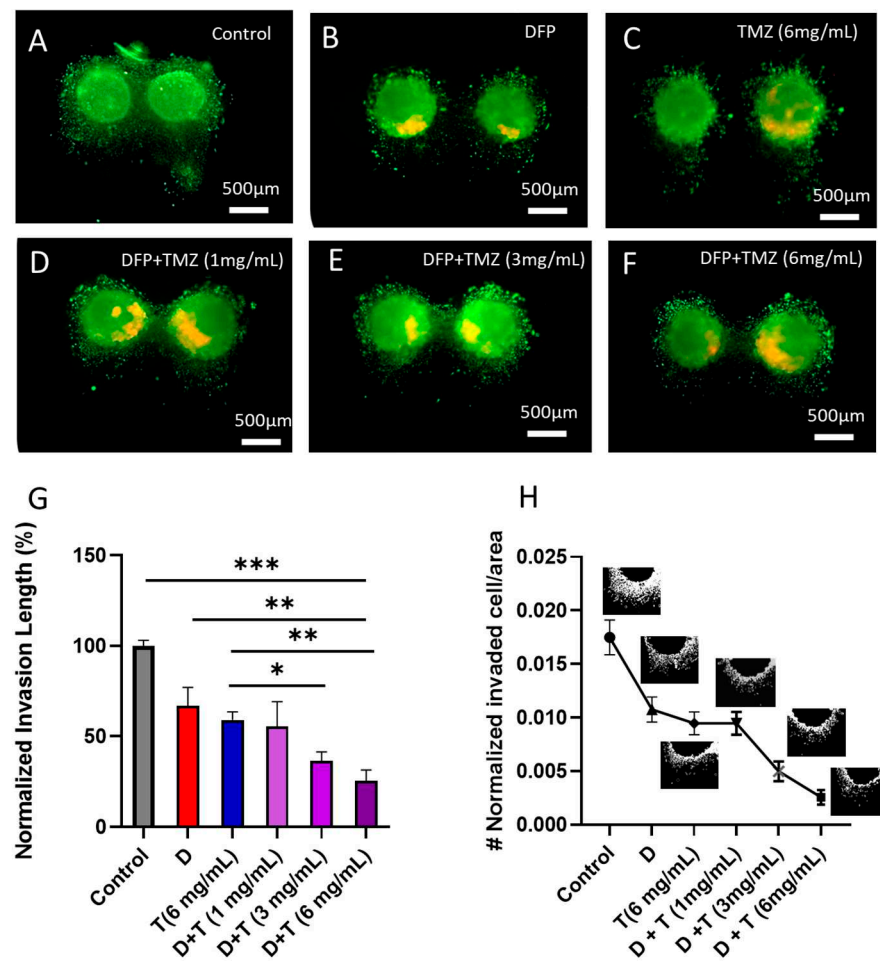 A
Control
500μm
B
DFP
500μm
C
TMZ (6mg/mL)
500μm
D
DFP+TMZ (1mg/mL)
500μm
E
DFP+TMZ (3mg/mL)
500μm
F
DFP+TMZ (6mg/mL)
500μm
G
Normalized Invasion Length (%)
150
100
50
0
***
**
**
*
Control
D
T(6 mg/mL)
D+T (1 mg/mL)
D+T (3 mg/mL)
D+T (6 mg/mL)
H
# Normalized invaded cell/area
0.025
0.020
0.015
0.010
0.005
0.000
Control
D
T(6 mg/mL)
D + T (1mg/mL)
D + T (3mg/mL)
D + T (6mg/mL)